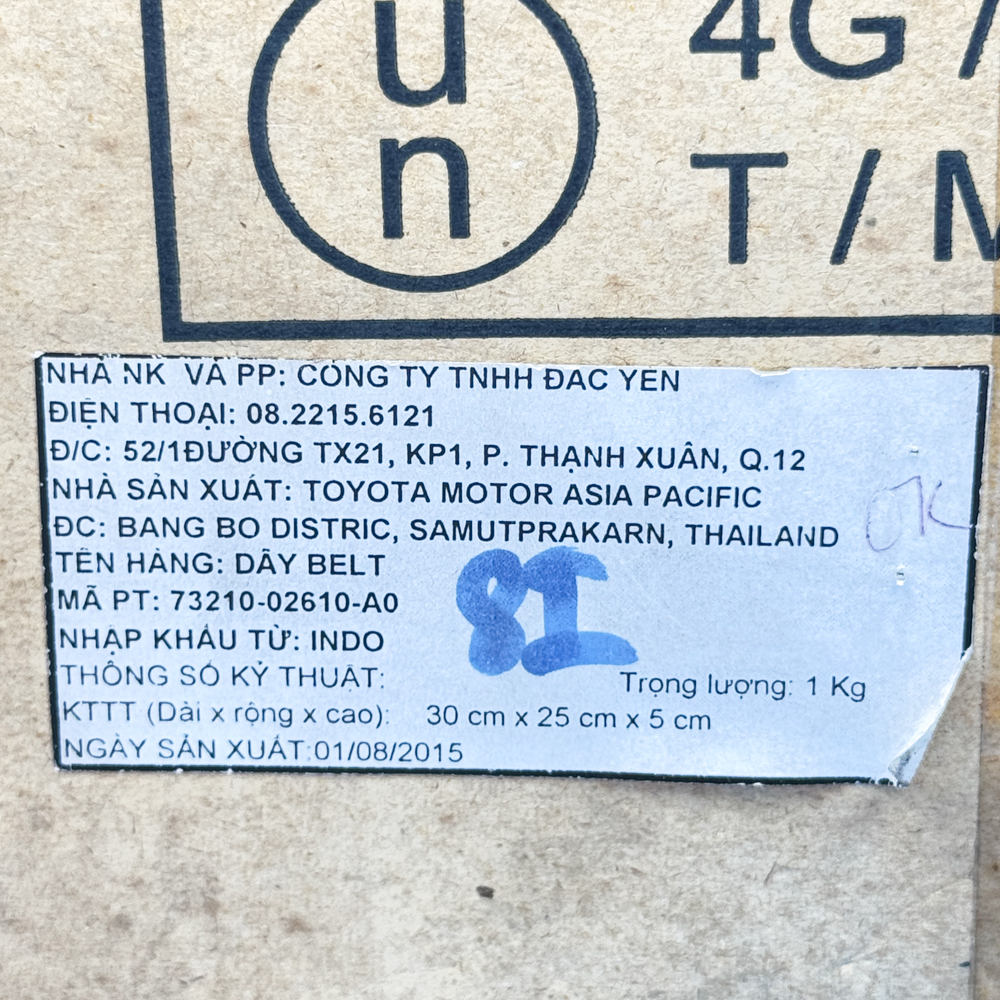 un
4G /
T / M
NHÀ NK VÀ PP: CÔNG TY TNHH ĐẠC YẾN
ĐIỆN THOẠI: 08.2215.6121
Đ/C: 52/1ĐƯỜNG TX21, KP1, P. THẠNH XUÂN, Q.12
NHÀ SẢN XUẤT: TOYOTA MOTOR ASIA PACIFIC
ĐC: BANG BO DISTRIC, SAMUTPRAKARN, THAILAND
TÊN HÀNG: DÂY BELT
MÃ PT: 73210-02610-A0
NHẬP KHẨU TỪ: INDO
THÔNG SỐ KỸ THUẬT:
Trọng lượng: 1 Kg
KTTT (Dài x rộng x cao): 30 cm x 25 cm x 5 cm
NGÀY SẢN XUẤT:01/08/2015
OK
81